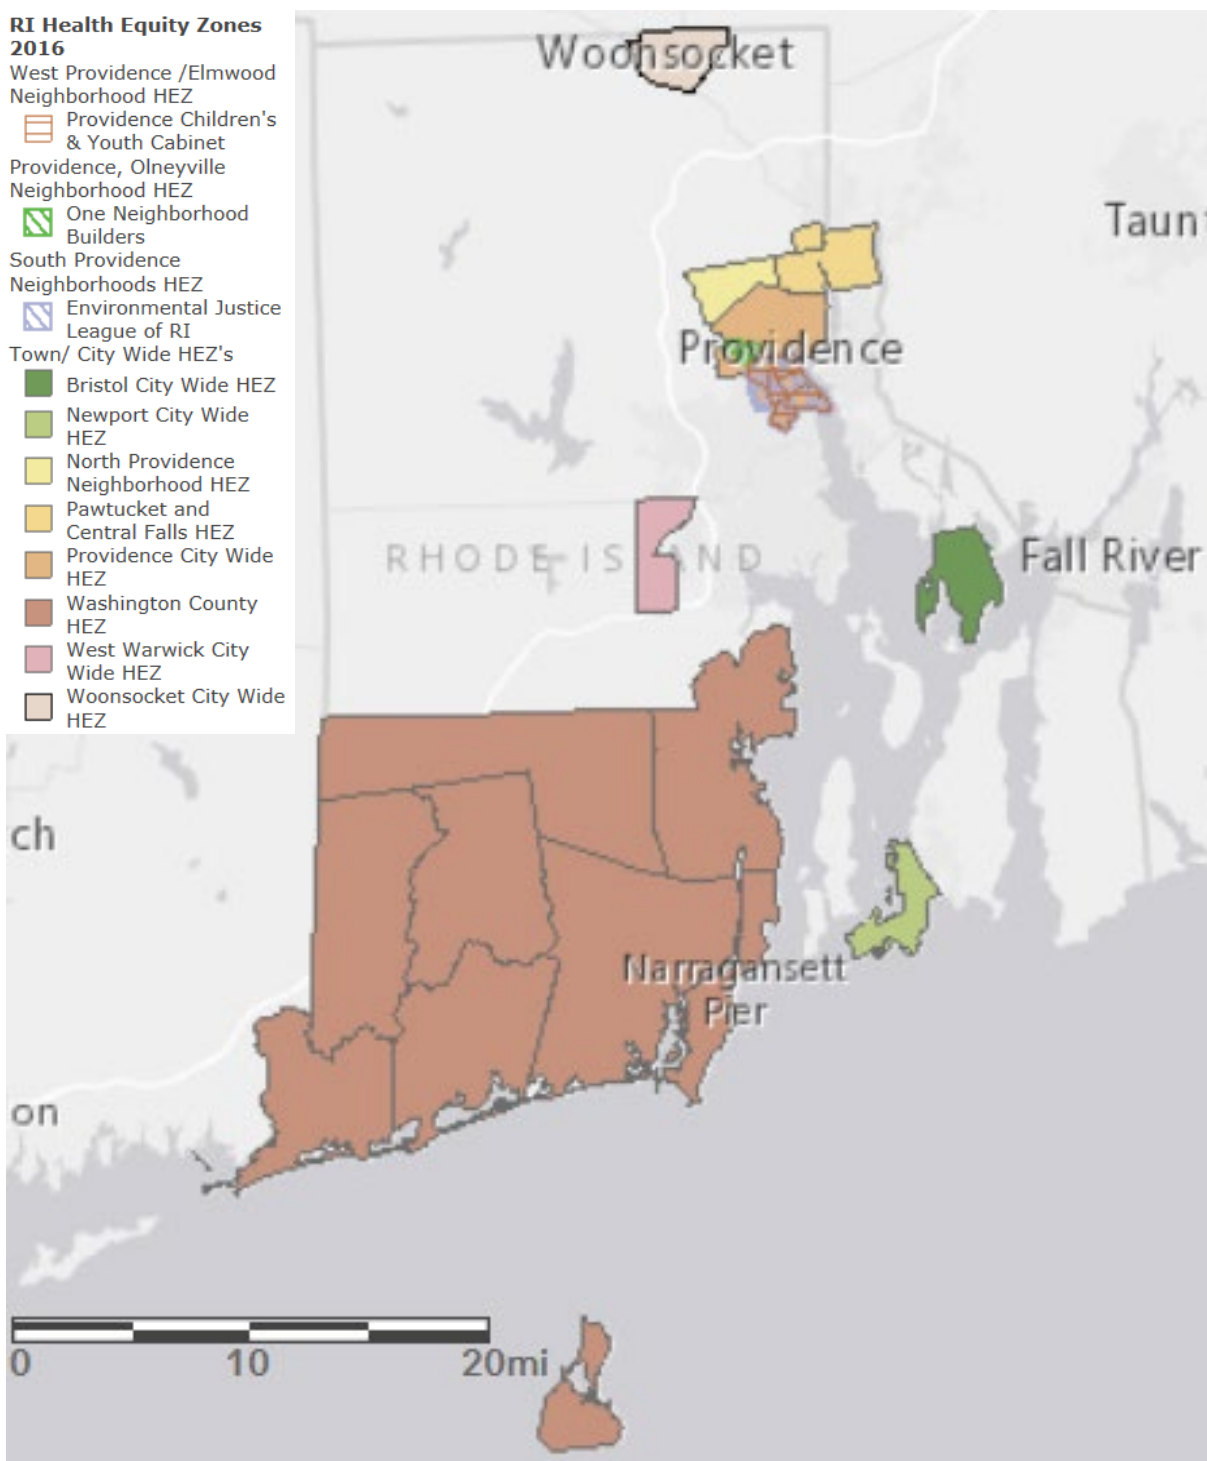 RI Health Equity Zones
2016
West Providence /Elmwood
Neighborhood HEZ
Providence Children's
& Youth Cabinet
Providence, Olneyville
Neighborhood HEZ
One Neighborhood
Builders
South Providence
Neighborhoods HEZ
Environmental Justice
League of RI
Town/ City Wide HEZ's
Bristol City Wide HEZ
Newport City Wide
HEZ
North Providence
Neighborhood HEZ
Pawtucket and
Central Falls HEZ
Providence City Wide
HEZ
Washington County
HEZ
West Warwick City
Wide HEZ
Woonsocket City Wide
HEZ
Woonsocket
Taunt
Providence
RHODE ISLAND
Fall River
ch
Narragansett
Pier
on
0 10 20mi